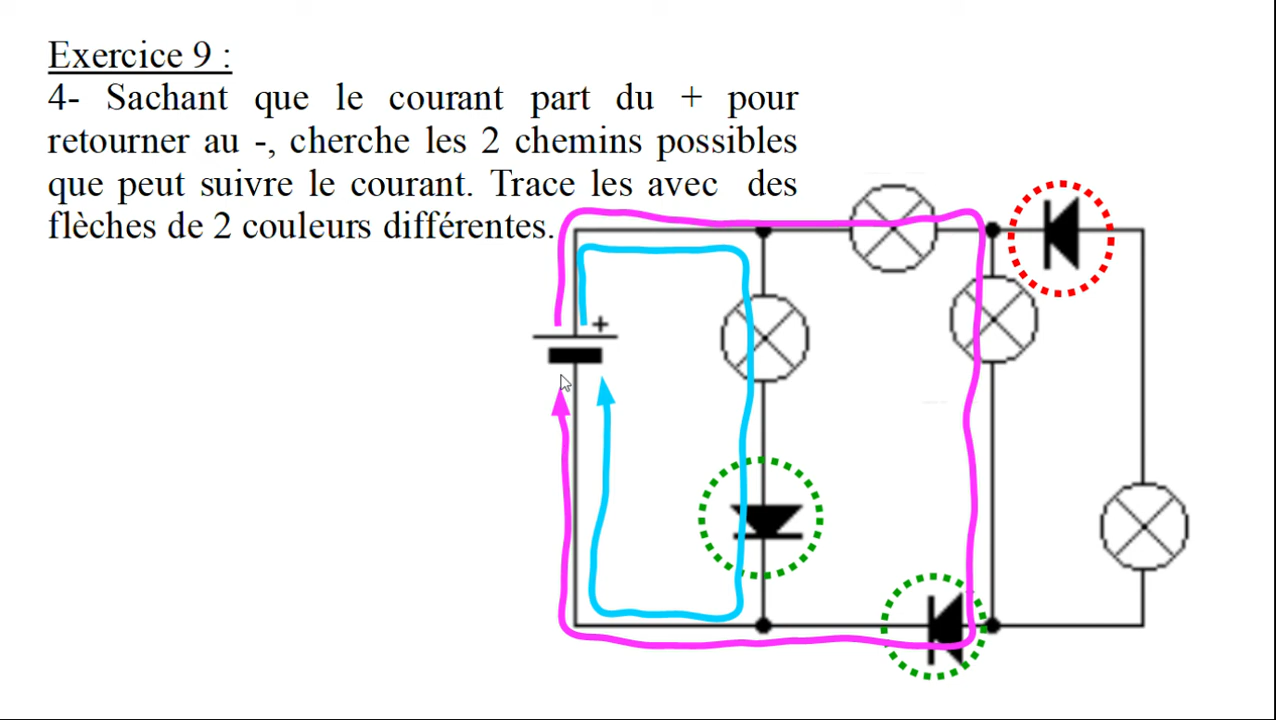 Exercice 9 :
4- Sachant que le courant part du + pour
retourner au -, cherche les 2 chemins possibles
que peut suivre le courant. Trace les avec des
flèches de 2 couleurs différentes.
+